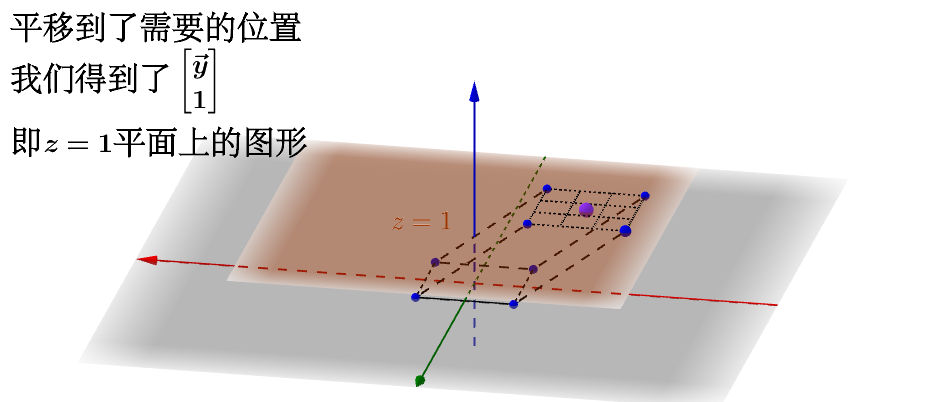 平移到了需要的位置
我们得到了 $\begin{bmatrix} \vec{y} \\ 1 \end{bmatrix}$
即$z = 1$平面上的图形
$z = 1$